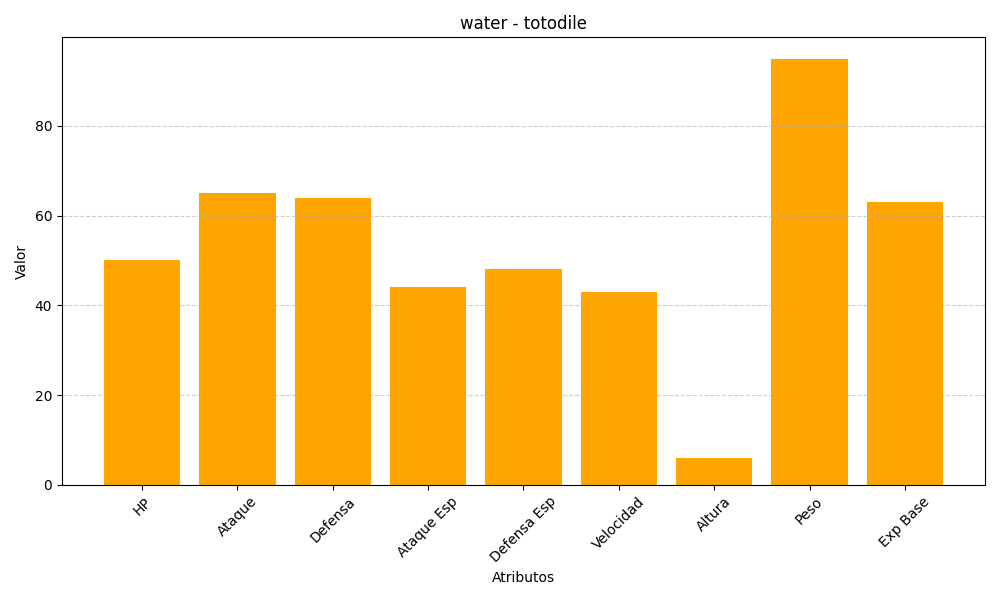 water - totodile
Valor
80
60
40
20
0
HP
Ataque
Defensa
Ataque Esp
Defensa Esp
Velocidad
Altura
Peso
Exp Base
Atributos